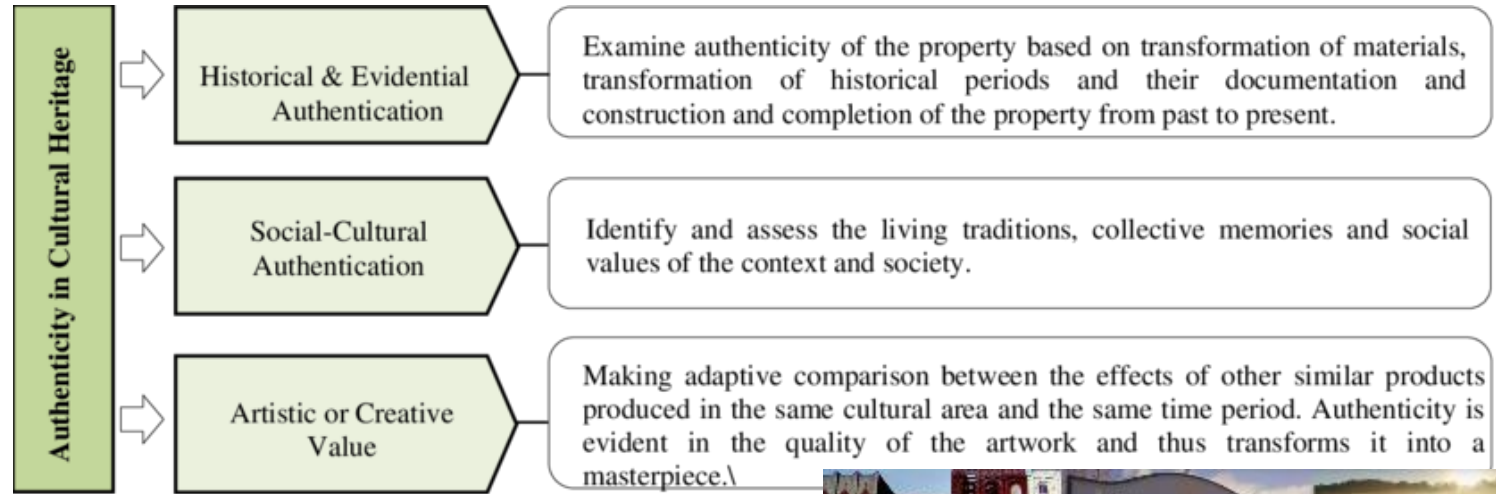 Authenticity in Cultural Heritage
Historical & Evidential
Authentication
Examine authenticity of the property based on transformation of materials,
transformation of historical periods and their documentation and
construction and completion of the property from past to present.
Social-Cultural
Authentication
Identify and assess the living traditions, collective memories and social
values of the context and society.
Artistic or Creative
Value
Making adaptive comparison between the effects of other similar products
produced in the same cultural area and the same time period. Authenticity is
evident in the quality of the artwork and thus transforms it into a
masterpiece.\